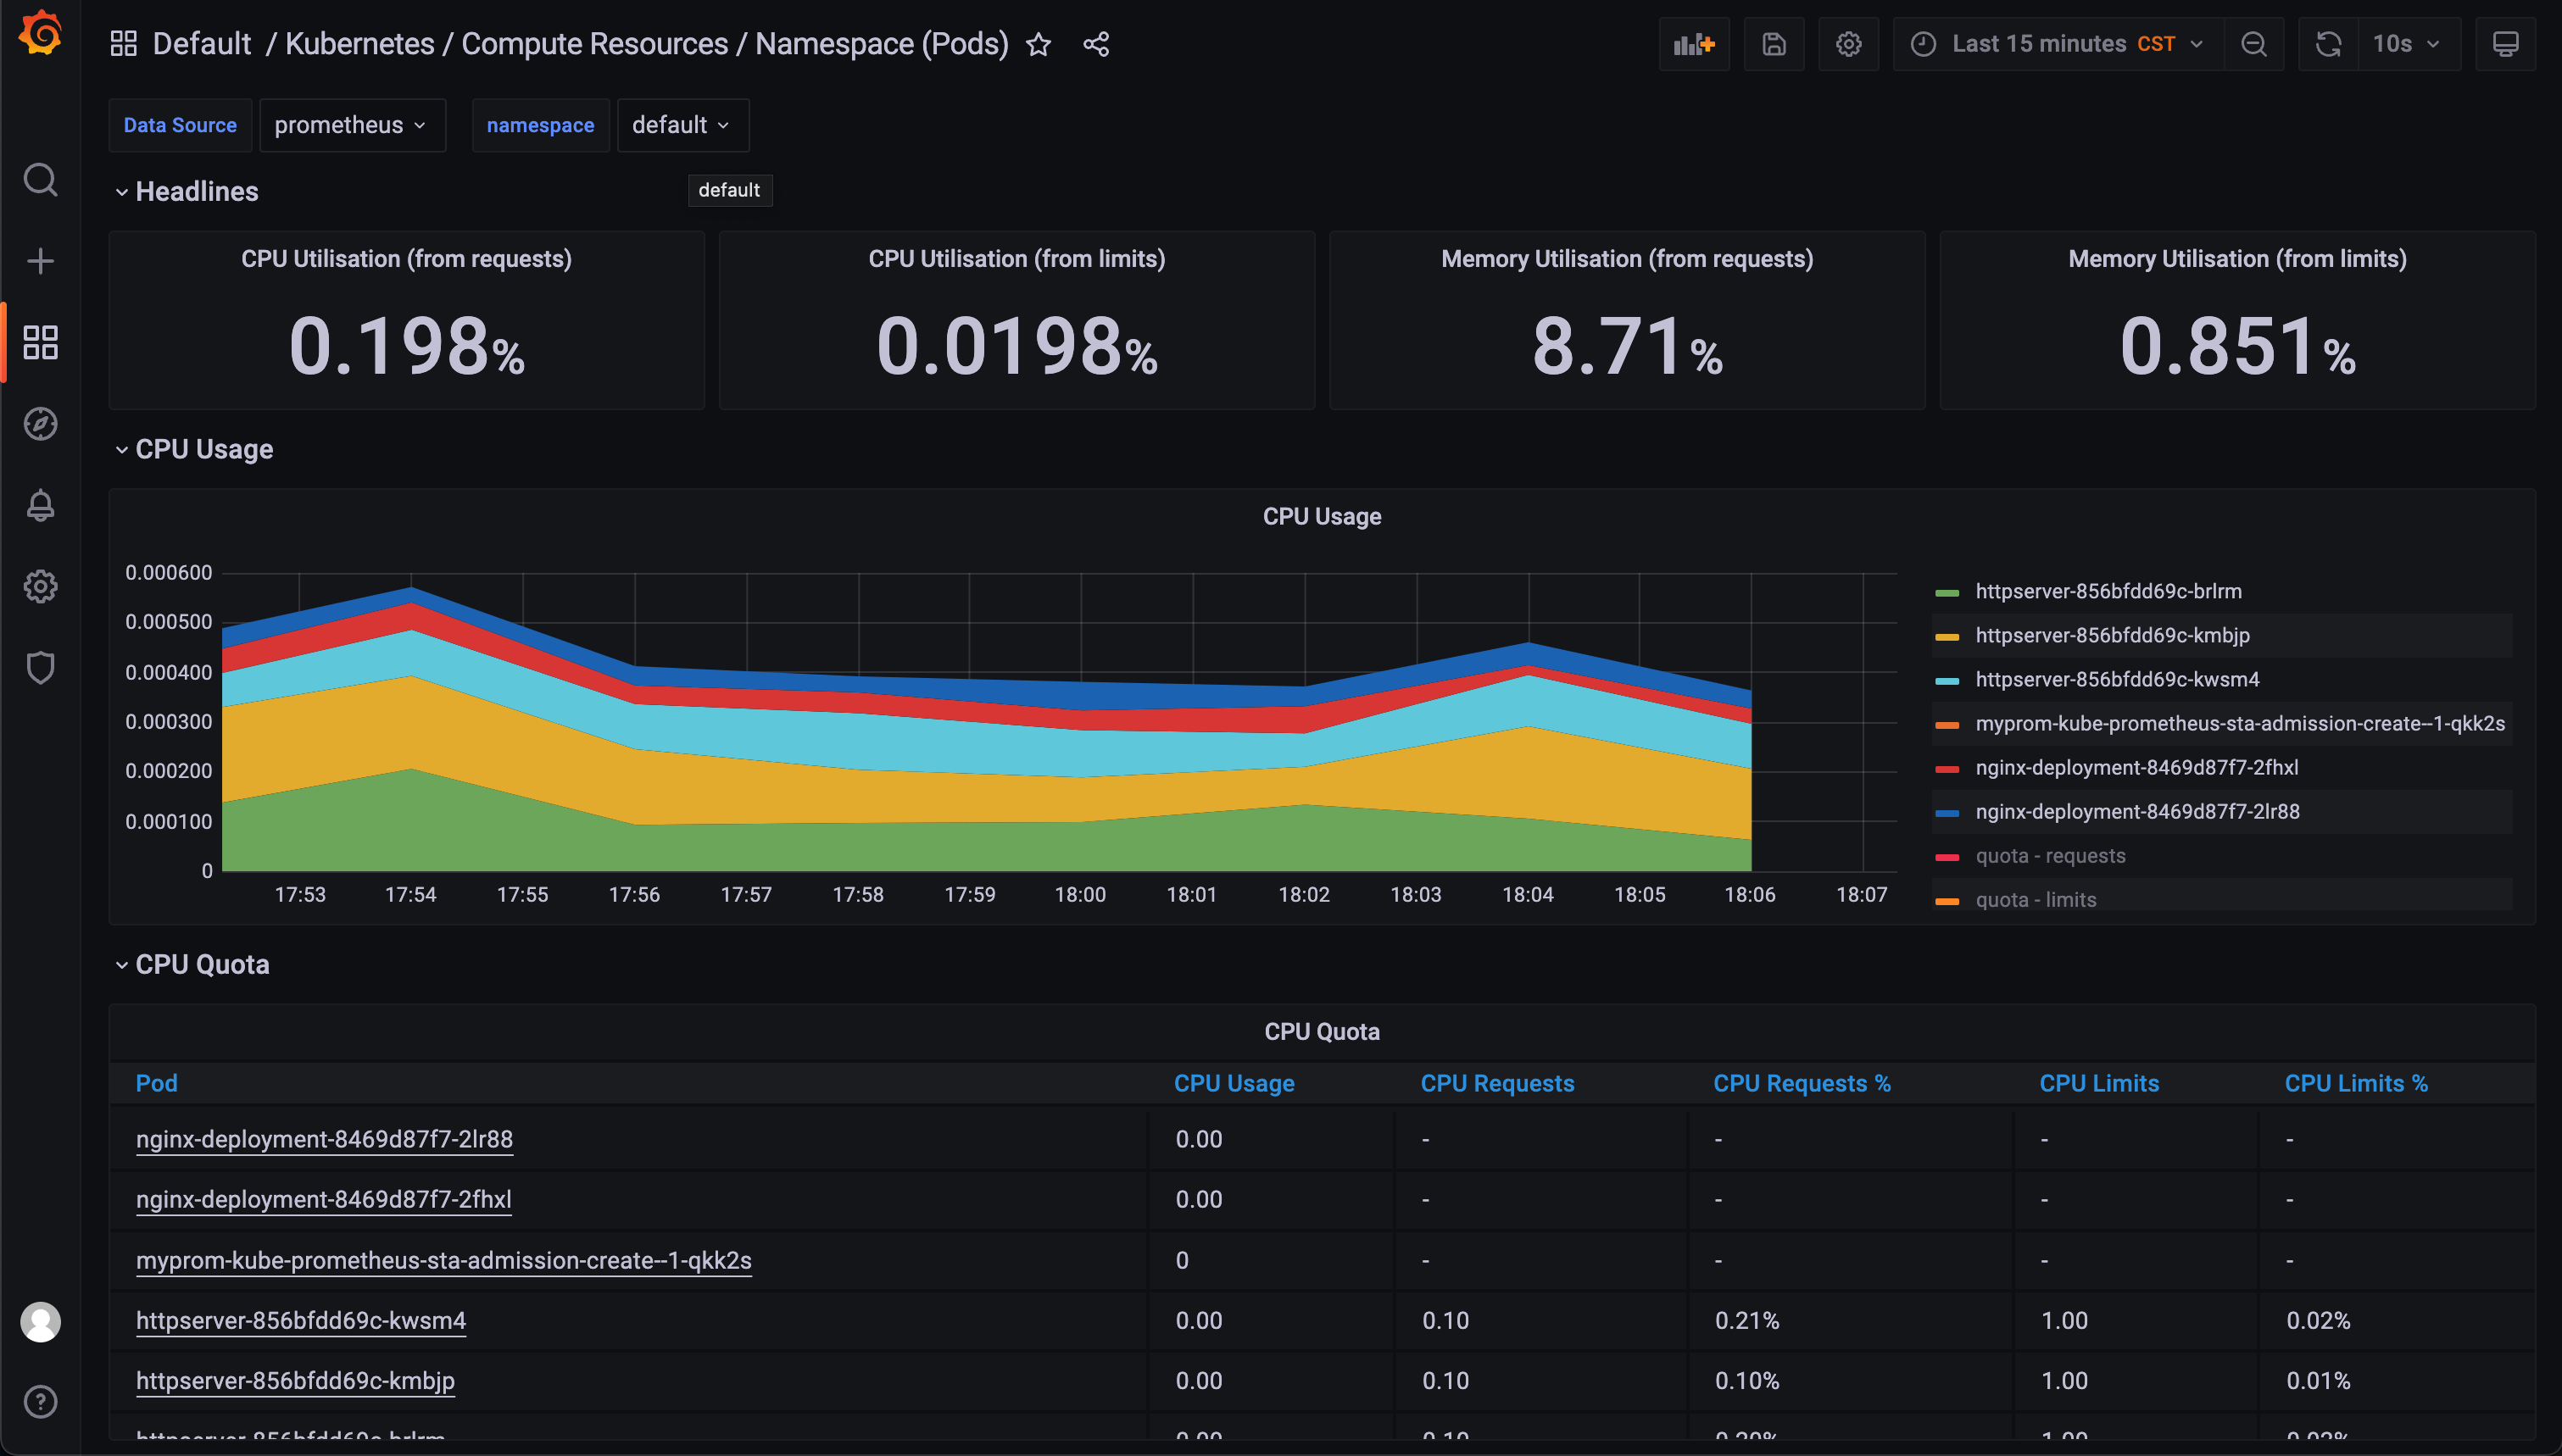 Default / Kubernetes / Compute Resources / Namespace (Pods)
Last 15 minutes CST
10s
Data Source prometheus namespace default
Headlines
default
CPU Utilisation (from requests)
0.198%
CPU Utilisation (from limits)
0.0198%
Memory Utilisation (from requests)
8.71%
Memory Utilisation (from limits)
0.851%
CPU Usage
CPU Usage
0.000600
0.000500
0.000400
0.000300
0.000200
0.000100
0
17:53 17:54 17:55 17:56 17:57 17:58 17:59 18:00 18:01 18:02 18:03 18:04 18:05 18:06 18:07
httpserver-856bfdd69c-brlrm
httpserver-856bfdd69c-kmbjp
httpserver-856bfdd69c-kwsm4
myprom-kube-prometheus-sta-admission-create--1-qkk2s
nginx-deployment-8469d87f7-2fhxl
nginx-deployment-8469d87f7-2lr88
quota - requests
quota - limits
CPU Quota
CPU Quota
Pod CPU Usage CPU Requests CPU Requests % CPU Limits CPU Limits %
nginx-deployment-8469d87f7-2lr88 0.00 - - - -
nginx-deployment-8469d87f7-2fhxl 0.00 - - - -
myprom-kube-prometheus-sta-admission-create--1-qkk2s 0 - - - -
httpserver-856bfdd69c-kwsm4 0.00 0.10 0.21% 1.00 0.02%
httpserver-856bfdd69c-kmbjp 0.00 0.10 0.10% 1.00 0.01%
httpserver-856bfdd69c-brlrm 0.00 0.10 1.00